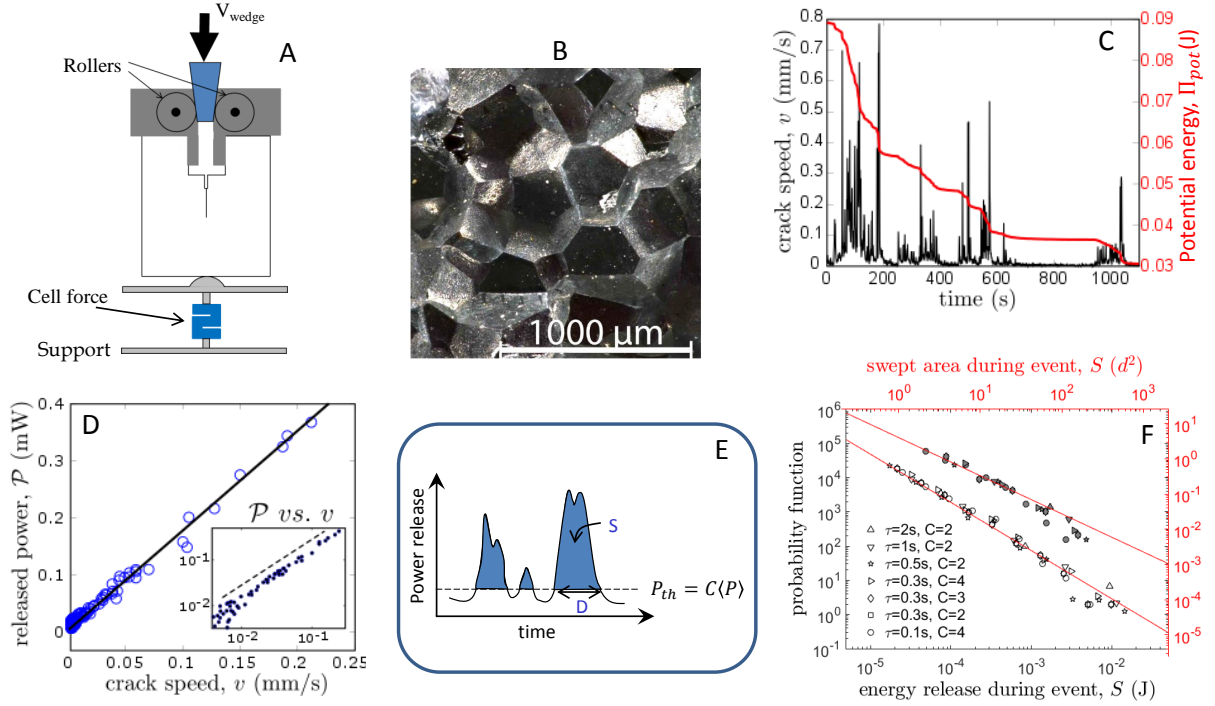 V_wedge
A
Rollers
Cell force
Support
B
1000 µm
C
crack speed, v (mm/s)
0.8
0.7
0.6
0.5
0.4
0.3
0.2
0.1
0
0 200 400 600 800 1000
time (s)
0.09
0.08
0.07
0.06
0.05
0.04
0.03
Potential energy, Π_pot(J)
D
released power, 𝒫 (mW)
0.4
0.3
0.2
0.1
0
0 0.05 0.1 0.15 0.2 0.25
crack speed, v (mm/s)
𝒫 vs. v
10^-1
10^-2
10^-2 10^-1
E
Power release
S
D
P_th = C⟨P⟩
time
swept area during event, S (d^2)
10^0 10^1 10^2 10^3
F
probability function
10^6
10^5
10^4
10^3
10^2
10^1
10^0
10^-1
10^1
10^0
10^-1
10^-2
10^-3
10^-4
10^-5
τ=2s, C=2
τ=1s, C=2
τ=0.5s, C=2
τ=0.3s, C=4
τ=0.3s, C=3
τ=0.3s, C=2
τ=0.1s, C=4
10^-5 10^-4 10^-3 10^-2
energy release during event, S (J)